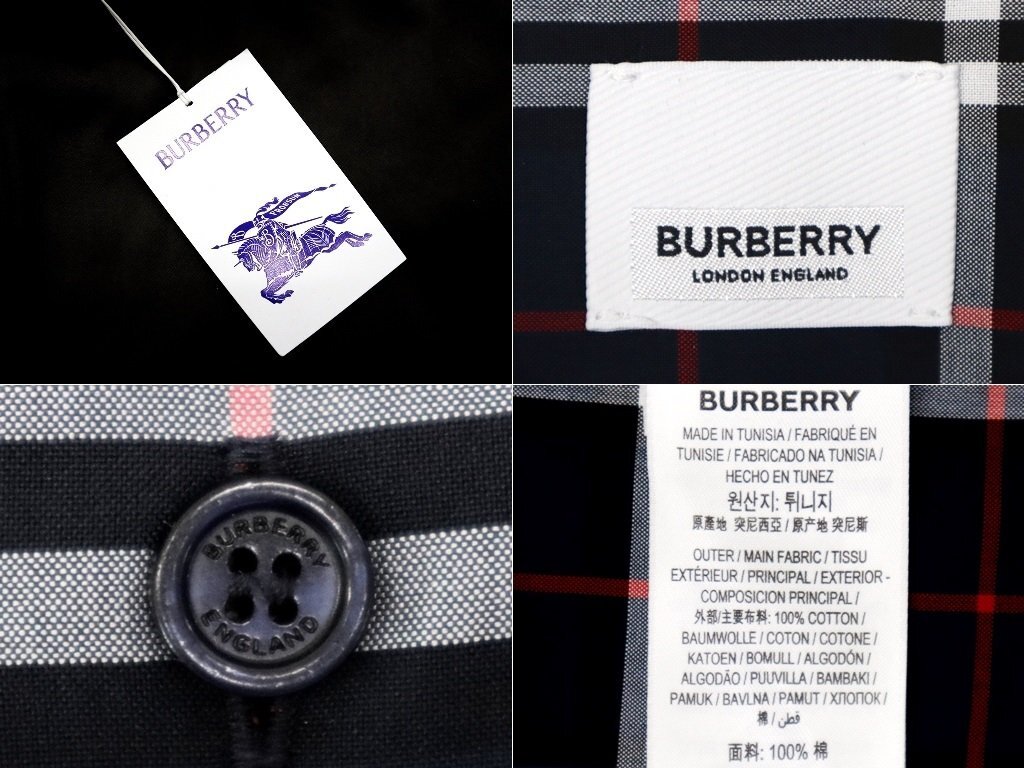 BURBERRY
PRORSUM
BURBERRY
LONDON ENGLAND
BURBERRY
ENGLAND
BURBERRY
MADE IN TUNISIA / FABRIQUÉ EN
TUNISIE / FABRICADO NA TUNISIA /
HECHO EN TUNEZ
원산지: 튀니지
原產地 突尼西亞 / 原产地 突尼斯
OUTER / MAIN FABRIC / TISSU
EXTÉRIEUR / PRINCIPAL / EXTERIOR -
COMPOSICION PRINCIPAL /
外部/主要布料: 100% COTTON /
BAUMWOLLE / COTON / COTONE /
KATOEN / BOMULL / ALGODÓN /
ALGODÃO / PUUVILLA / BAMBAKI /
PAMUK / BAVLNA / PAMUT / ХЛОПОК /
棉 / قطن
面料: 100% 棉